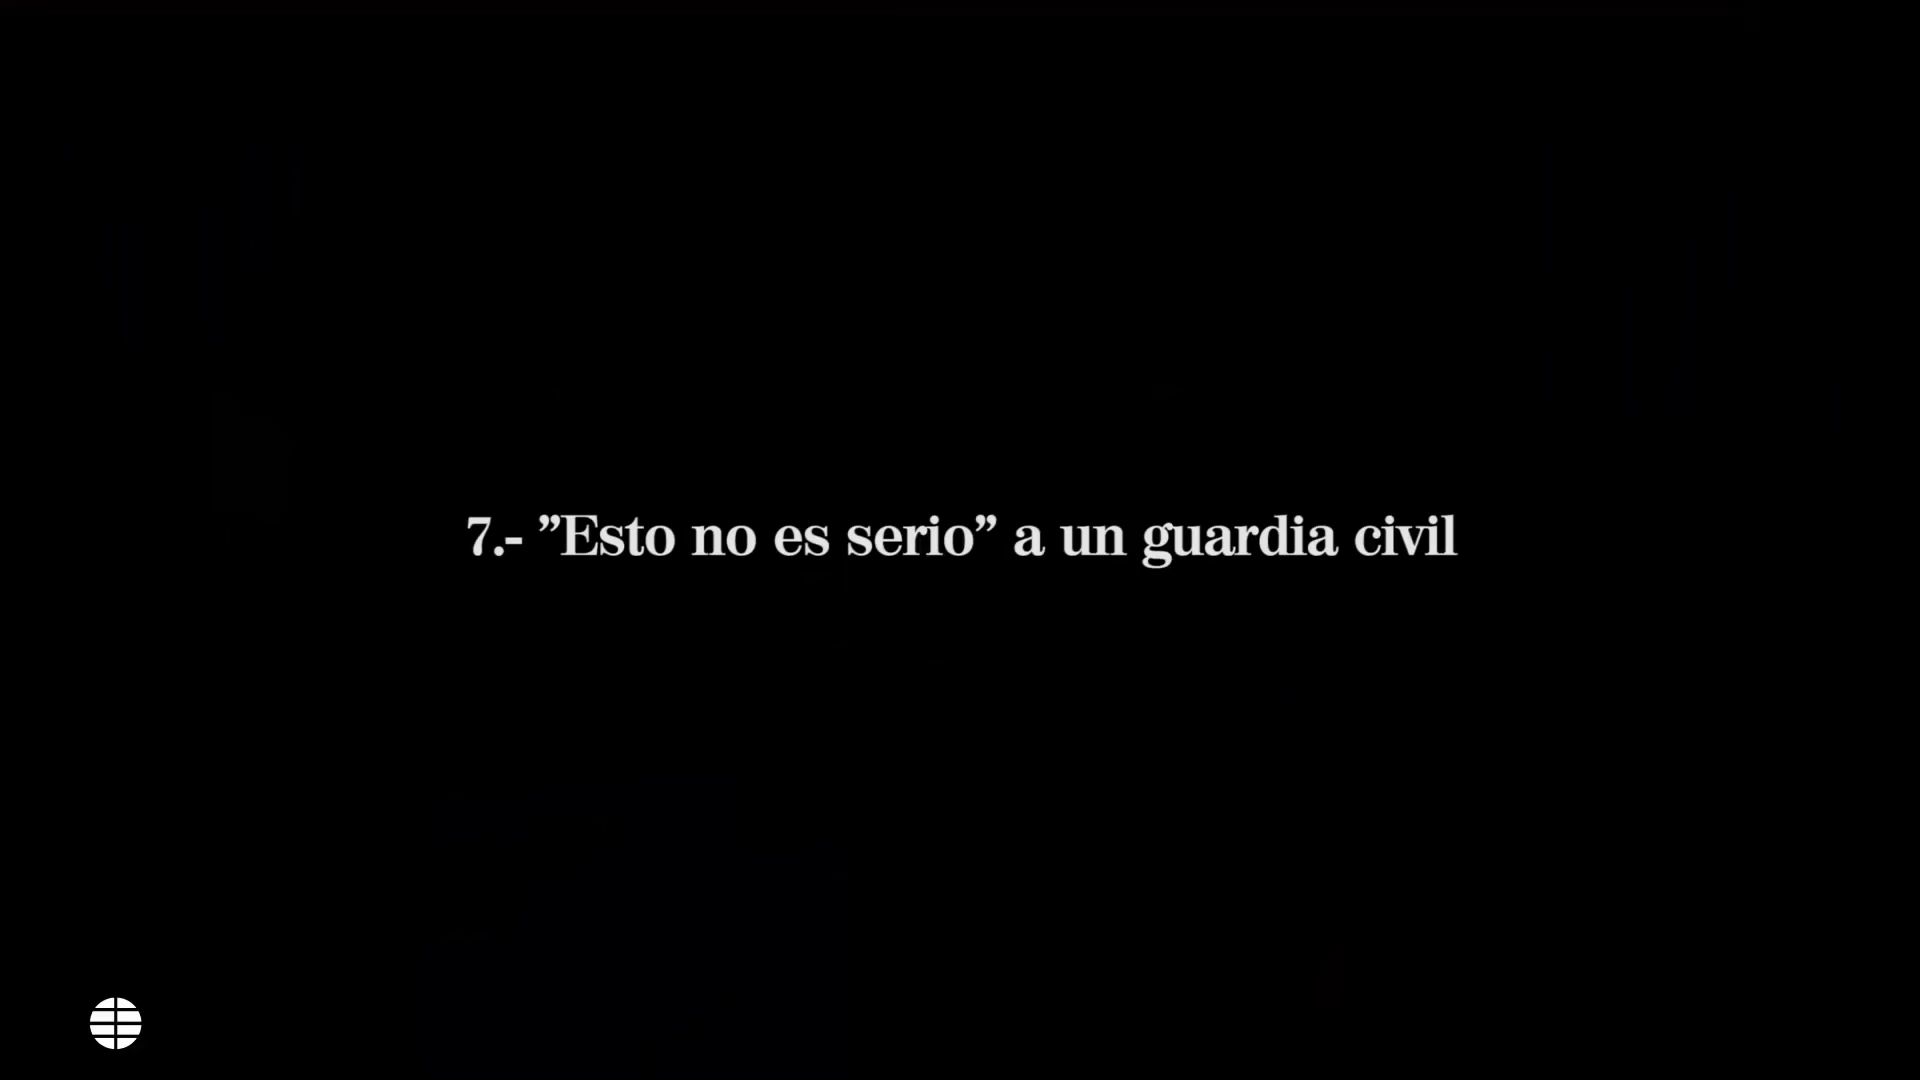 7.- ”Esto no es serio” a un guardia civil